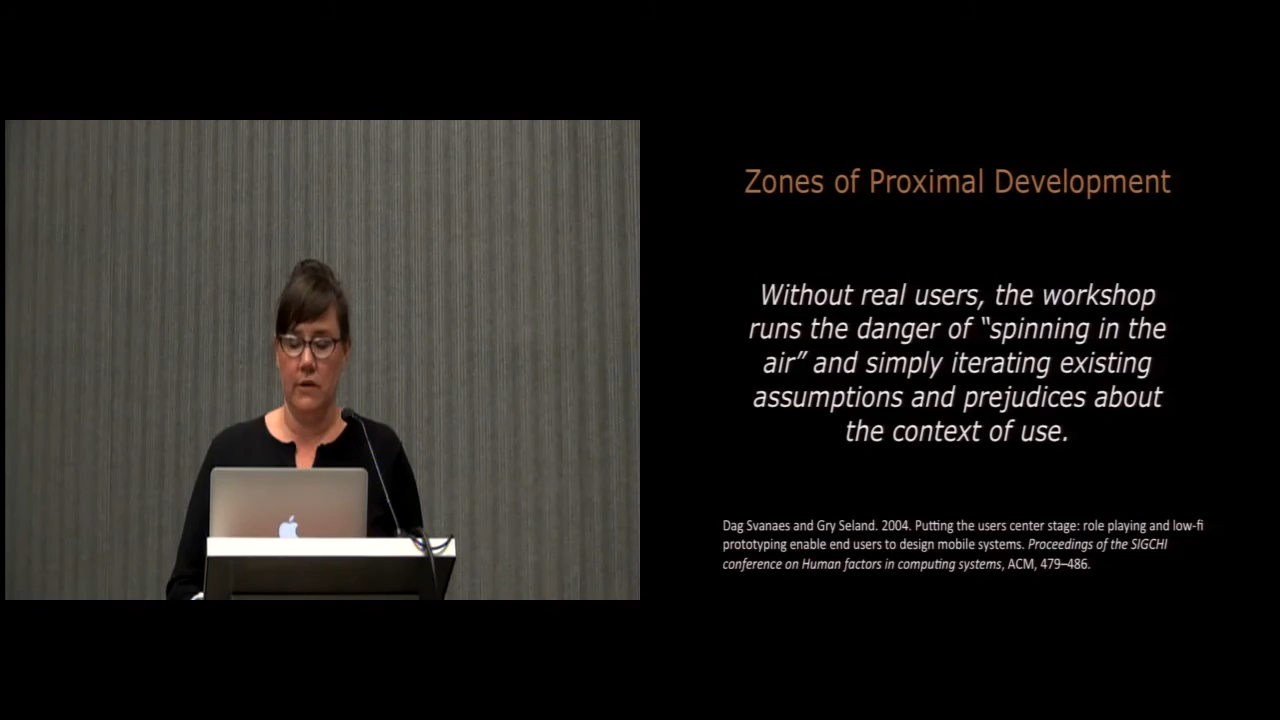 Zones of Proximal Development
Without real users, the workshop
runs the danger of “spinning in the
air” and simply iterating existing
assumptions and prejudices about
the context of use.
Dag Svanaes and Gry Seland. 2004. Putting the users center stage: role playing and low-fi
prototyping enable end users to design mobile systems. Proceedings of the SIGCHI
conference on Human factors in computing systems, ACM, 479–486.